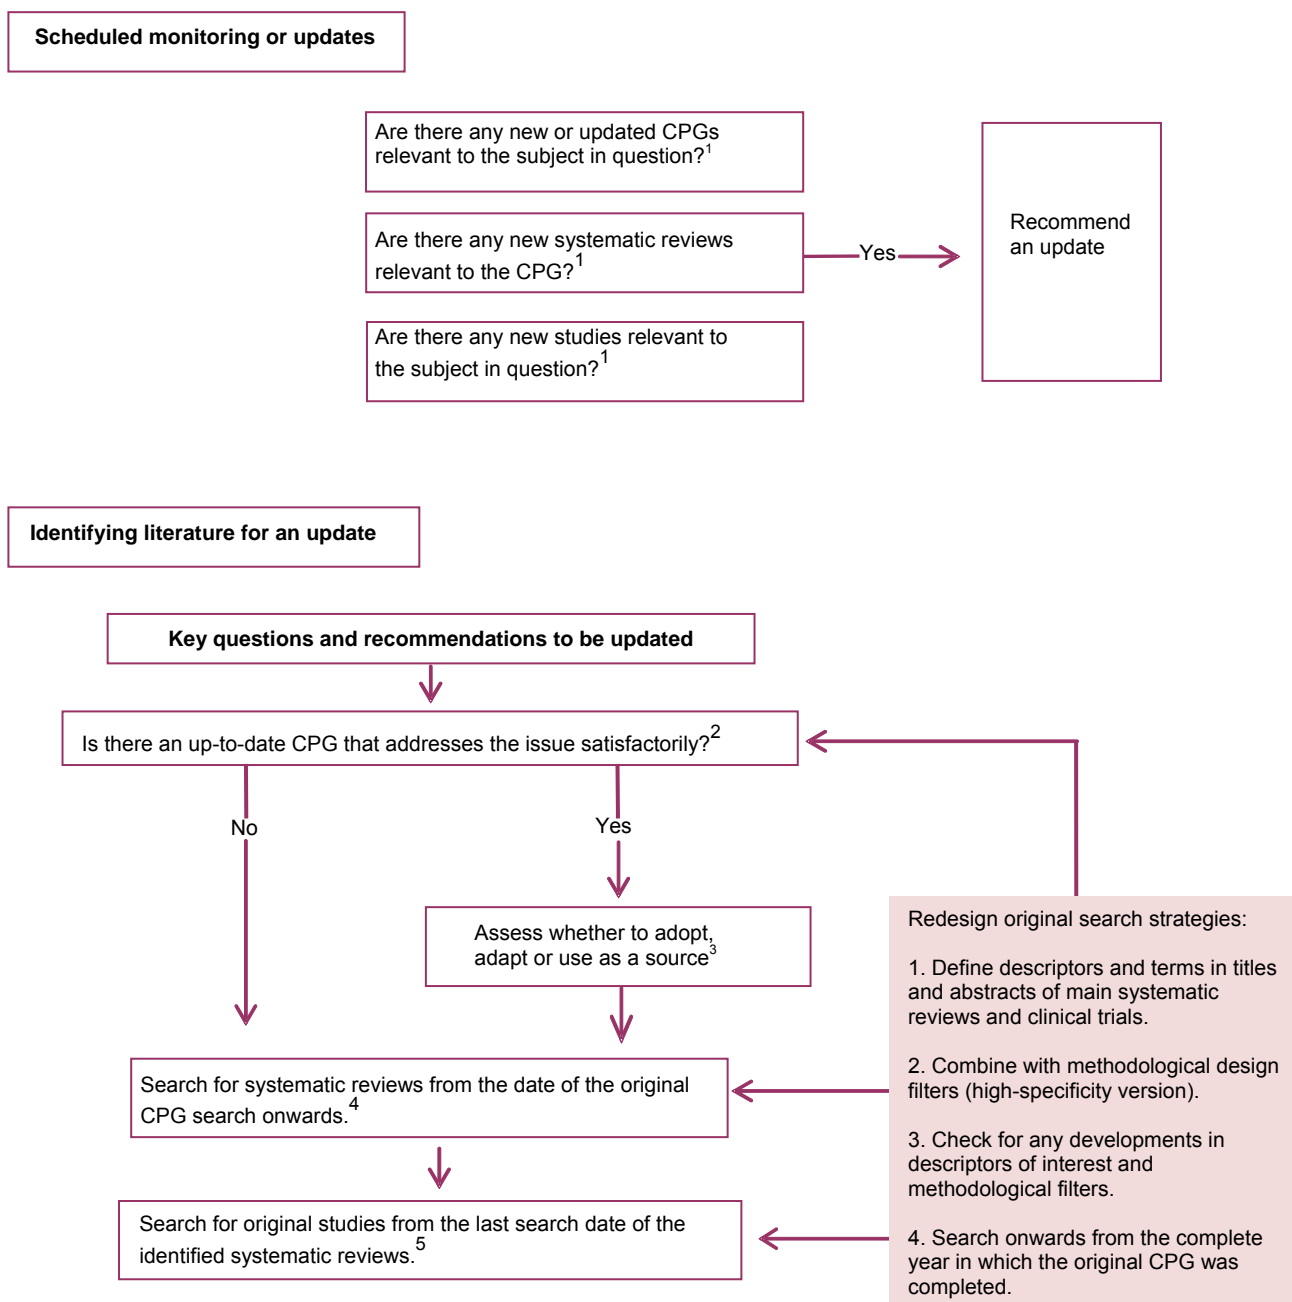 Scheduled monitoring or updates
Are there any new or updated CPGs
relevant to the subject in question?1
Are there any new systematic reviews
relevant to the CPG?1
Yes
Recommend
an update
Are there any new studies relevant to
the subject in question?1
Identifying literature for an update
Key questions and recommendations to be updated
Is there an up-to-date CPG that addresses the issue satisfactorily?2
No
Yes
Assess whether to adopt,
adapt or use as a source3
Search for systematic reviews from the date of the original
CPG search onwards.4
Search for original studies from the last search date of the
identified systematic reviews.5
Redesign original search strategies:
1. Define descriptors and terms in titles
and abstracts of main systematic
reviews and clinical trials.
2. Combine with methodological design
filters (high-specificity version).
3. Check for any developments in
descriptors of interest and
methodological filters.
4. Search onwards from the complete
year in which the original CPG was
completed.